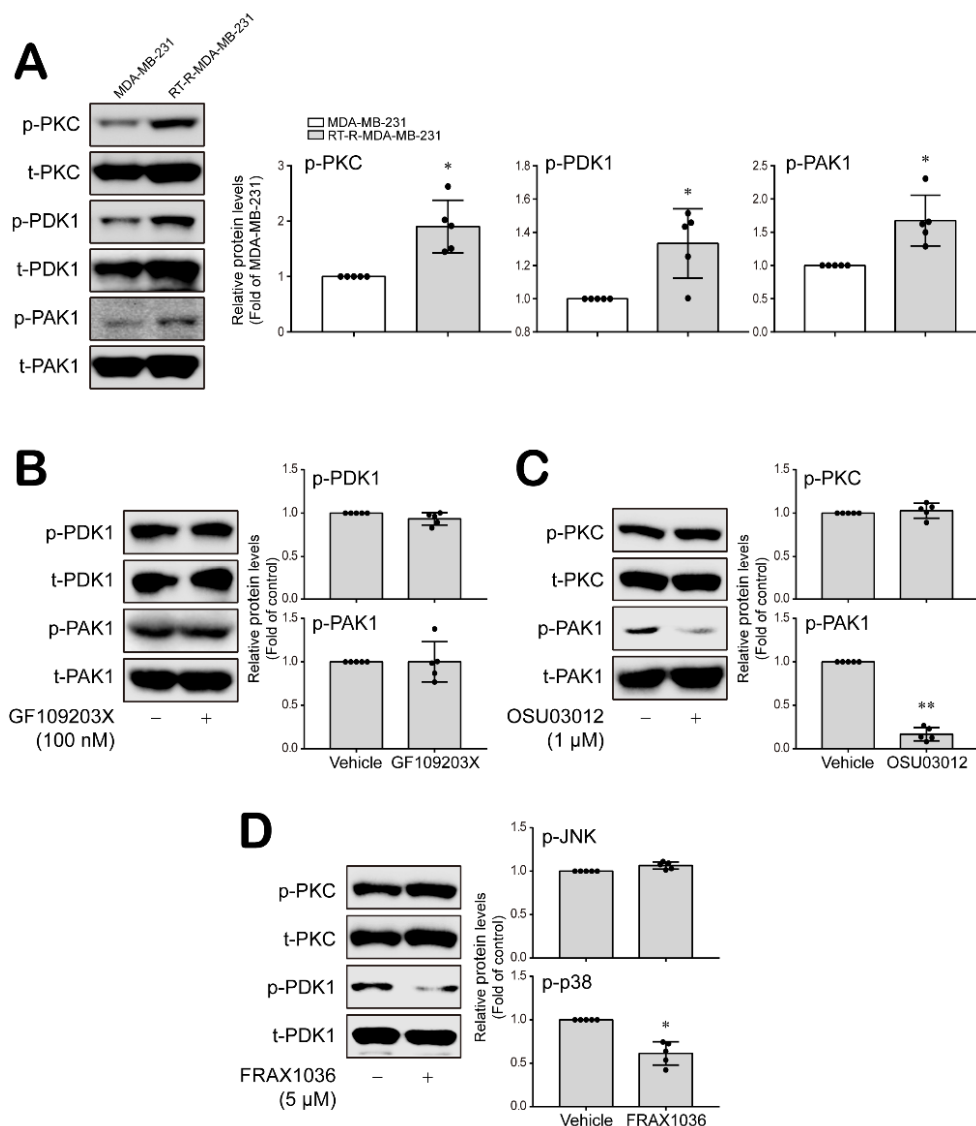 A
MDA-MB-231
RT-R-MDA-MB-231
p-PKC
t-PKC
p-PDK1
t-PDK1
p-PAK1
t-PAK1
MDA-MB-231
RT-R-MDA-MB-231
Relative protein levels
(Fold of MDA-MB-231)
p-PKC
3
2
1
0
*
p-PDK1
1.8
1.6
1.4
1.2
1.0
0.8
*
p-PAK1
2.5
2.0
1.5
1.0
0.5
0.0
*
B
p-PDK1
t-PDK1
p-PAK1
t-PAK1
GF109203X
(100 nM)
− +
Relative protein levels
(Fold of control)
p-PDK1
1.5
1.0
0.5
0.0
p-PAK1
1.5
1.0
0.5
0.0
Vehicle GF109203X
C
p-PKC
t-PKC
p-PAK1
t-PAK1
OSU03012
(1 μM)
− +
Relative protein levels
(Fold of control)
p-PKC
1.5
1.0
0.5
0.0
p-PAK1
1.5
1.0
0.5
0.0
**
Vehicle OSU03012
D
p-PKC
t-PKC
p-PDK1
t-PDK1
FRAX1036
(5 μM)
− +
Relative protein levels
(Fold of control)
p-JNK
1.5
1.0
0.5
0.0
p-p38
1.5
1.0
0.5
0.0
*
Vehicle FRAX1036